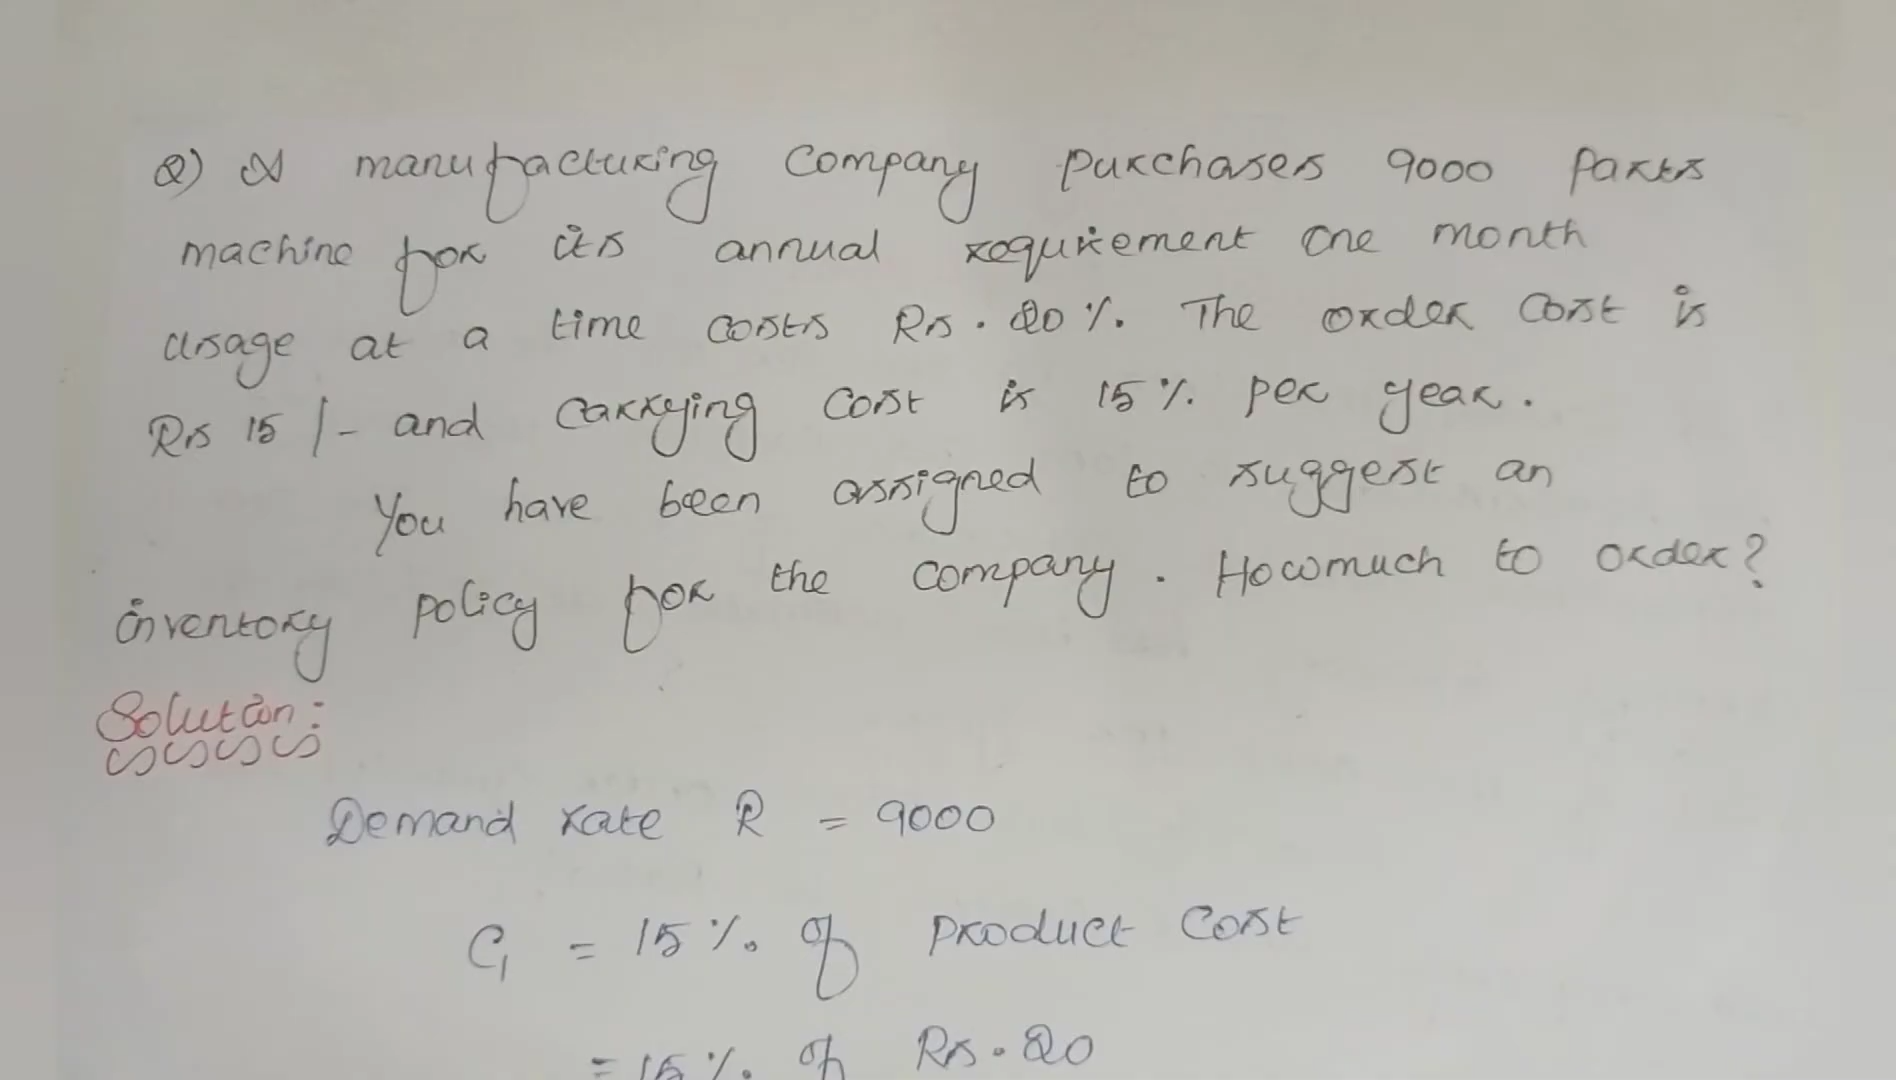 Q) A manufacturing company purchases 9000 parts
machine for its annual requirement one month
usage at a time costs Rs. 20 %. The order cost is
Rs 15 /- and carrying cost is 15 % per year.
You have been assigned to suggest an
inventory policy for the company. Howmuch to order?
Solution:
Demand rate R = 9000
C1 = 15 %. of product cost
= 15 %. of Rs. 20